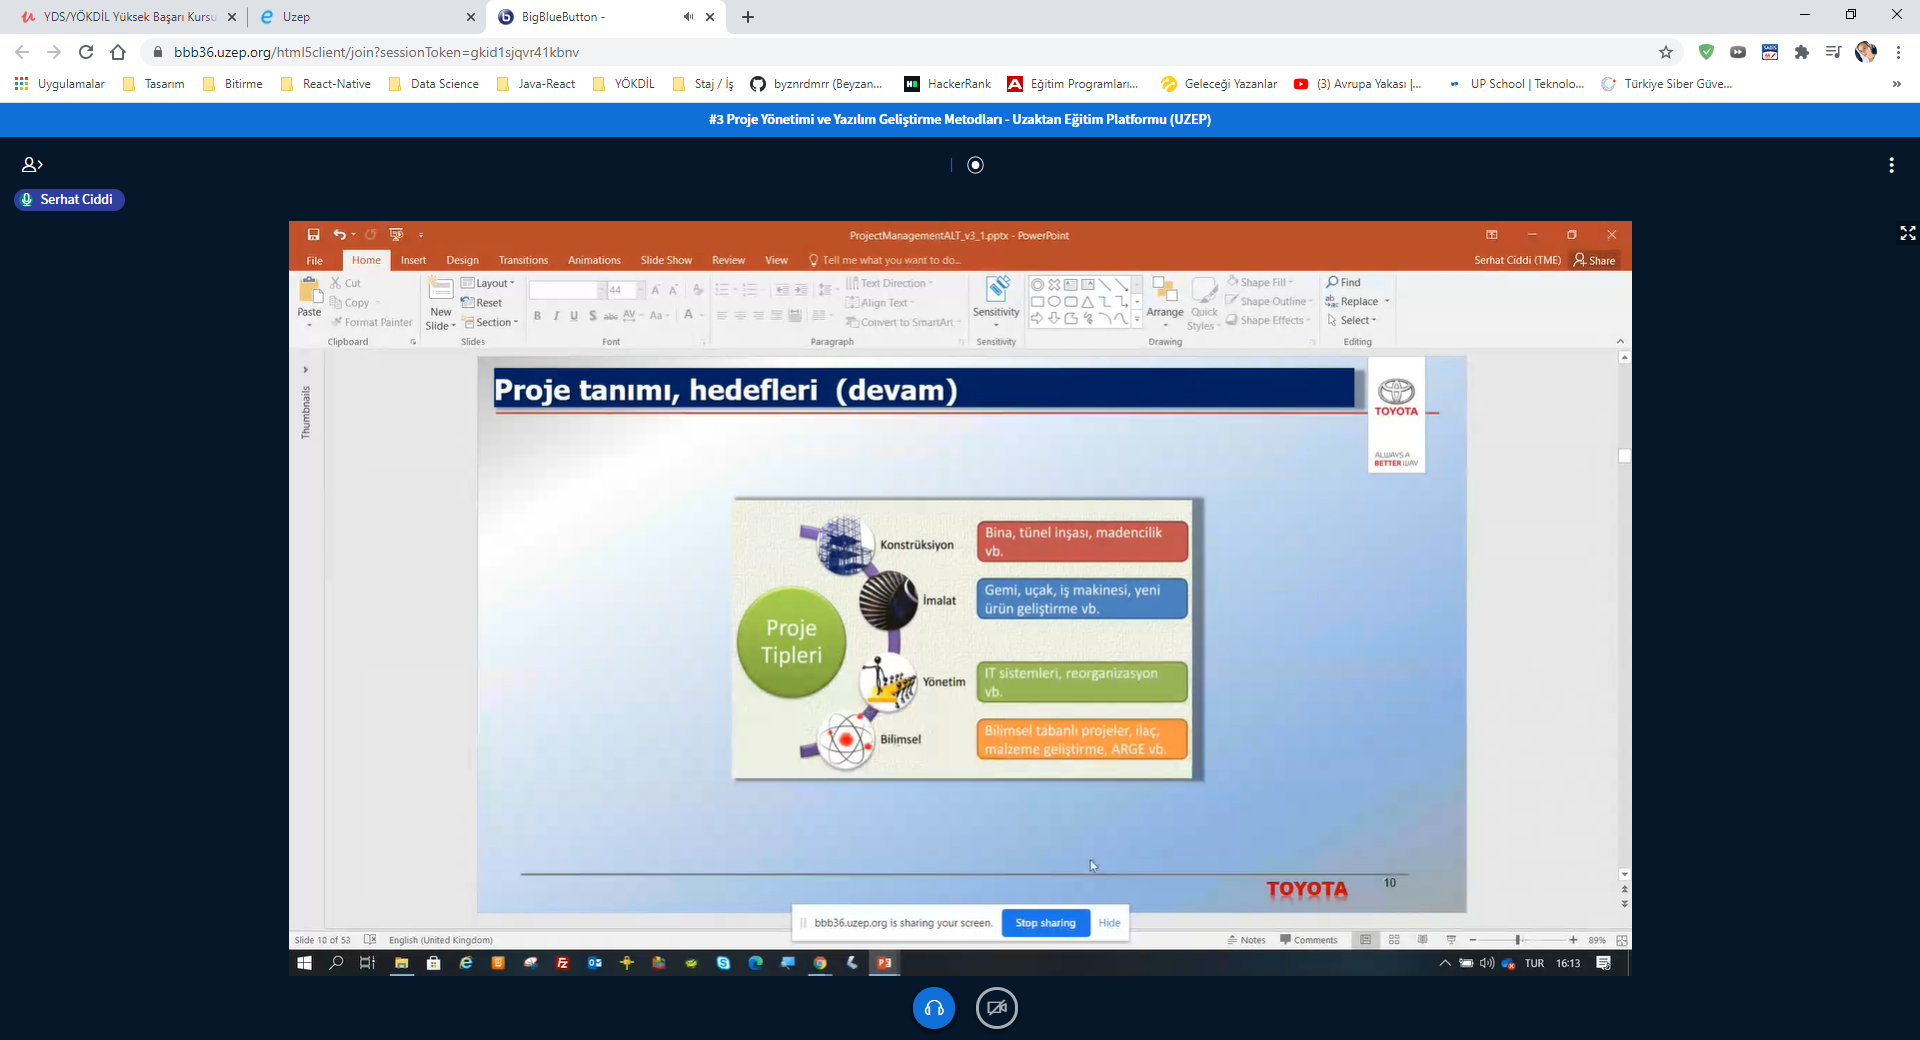 YDS/YÖKDİL Yüksek Başarı Kursu
Uzep
BigBlueButton -
bbb36.uzep.org/html5client/join?sessionToken=gkid1sjqvr41kbnv
Uygulamalar
Tasarım
Bitirme
React-Native
Data Science
Java-React
YÖKDİL
Staj / İş
byznrdmrr (Beyzan...
HackerRank
Eğitim Programları...
Geleceği Yazanlar
(3) Avrupa Yakası |...
UP School | Teknolo...
Türkiye Siber Güve...
#3 Proje Yönetimi ve Yazılım Geliştirme Metodları - Uzaktan Eğitim Platformu (UZEP)
Serhat Ciddi
ProjectManagementALT_v3_1.pptx - PowerPoint
File
Home
Insert
Design
Transitions
Animations
Slide Show
Review
View
Tell me what you want to do...
Serhat Ciddi (TME)
Share
Paste
Cut
Copy
Format Painter
Clipboard
New
Slide
Layout
Reset
Section
Slides
44
Font
Text Direction
Align Text
Convert to SmartArt
Paragraph
Sensitivity
Sensitivity
Arrange
Quick
Styles
Shape Fill
Shape Outline
Shape Effects
Drawing
Find
Replace
Select
Editing
Thumbnails
Proje tanımı, hedefleri (devam)
TOYOTA
ALWAYS A
BETTER WAY
Proje
Tipleri
Konstrüksiyon
Bina, tünel inşası, madencilik
vb.
İmalat
Gemi, uçak, iş makinesi, yeni
ürün geliştirme vb.
Yönetim
IT sistemleri, reorganizasyon
vb.
Bilimsel
Bilimsel tabanlı projeler, ilaç,
malzeme geliştirme, ARGE vb.
TOYOTA
10
bbb36.uzep.org is sharing your screen.
Stop sharing
Hide
Slide 10 of 53
English (United Kingdom)
Notes
Comments
89%
TUR
16:13